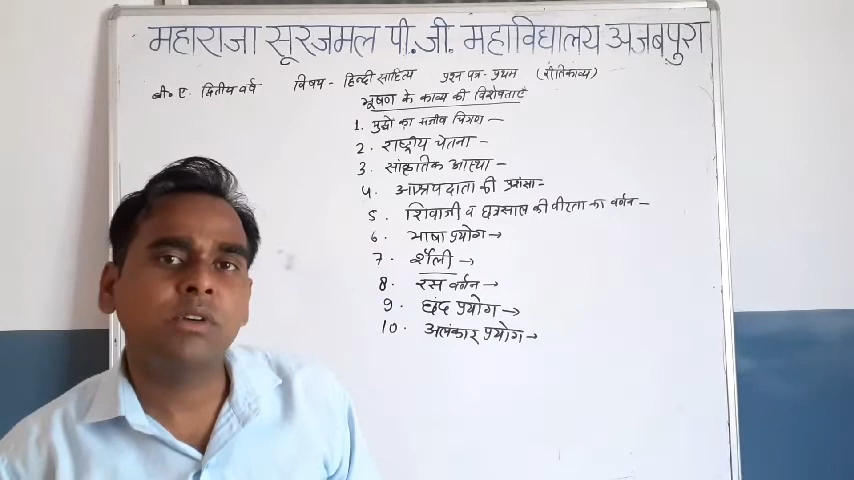 महाराजा सूरजमल पी.जी. महाविद्यालय अजबपुरा
बी॰ए. द्वितीय वर्ष विषय - हिन्दी साहित्य प्रश्न पत्र - प्रथम (रीतिकाव्य)
भूषण के काव्य की विशेषताएँ
1. युद्धो का सजीव चित्रण —
2. राष्ट्रीय चेतना —
3. सांस्कृतिक आस्था —
4. आश्रयदाता की प्रशंसा -
5. शिवाजी व छत्रसाल की वीरता का वर्णन —
6. भाषा प्रयोग →
7. शैली →
8. रस वर्णन →
9. छंद प्रयोग →
10. अलंकार प्रयोग →